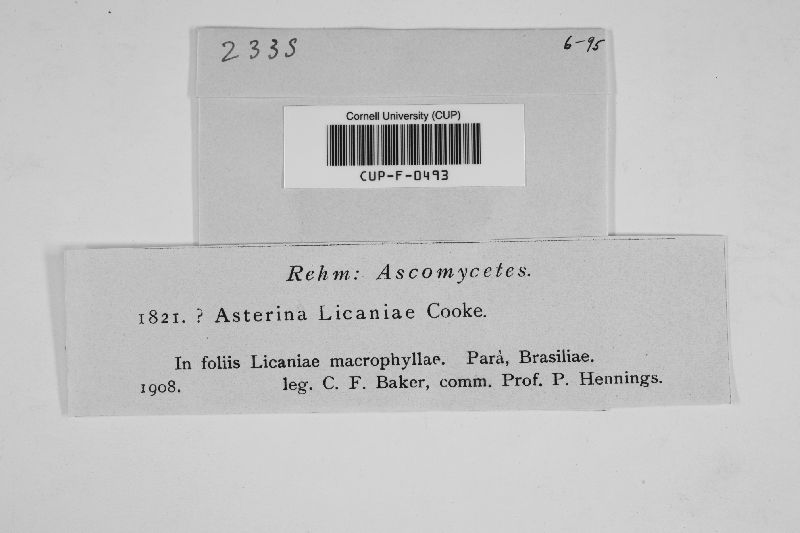 2335
6-95
Cornell University (CUP)
CUP-F-0493
Rehm: Ascomycetes.
1821. ? Asterina Licaniae Cooke.
In foliis Licaniae macrophyllae. Parà, Brasiliae.
1908. leg. C. F. Baker, comm. Prof. P. Hennings.